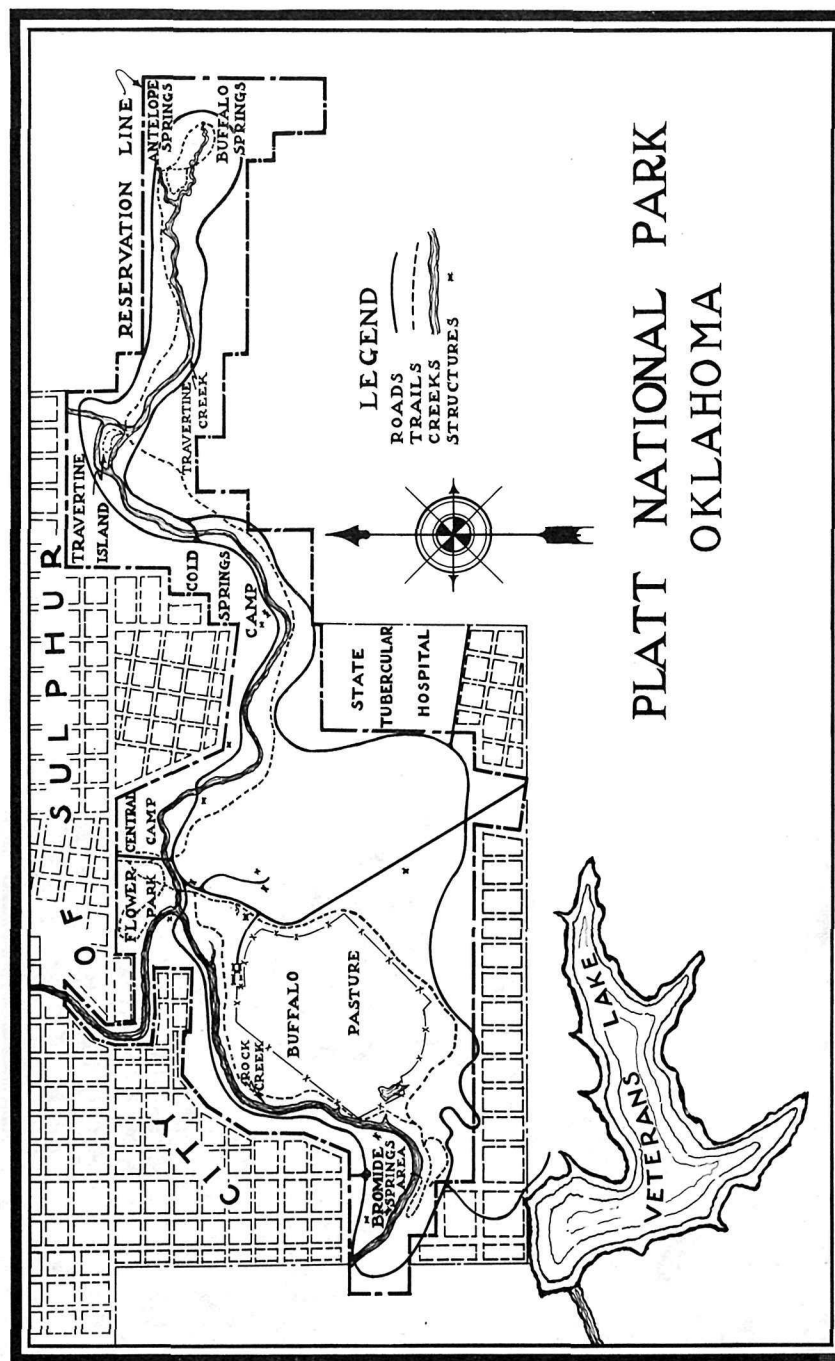 CITY OF SULPHUR
RESERVATION LINE
ANTELOPE
SPRINGS
BUFFALO
SPRINGS
TRAVERTINE
ISLAND
TRAVERTINE
CREEK
COLD
SPRINGS
CAMP
CENTRAL
CAMP
FLOWER
PARK
ROCK
CREEK
BUFFALO
PASTURE
BROMIDE
SPRINGS
AREA
STATE
TUBERCULAR
HOSPITAL
VETERANS LAKE
LEGEND
ROADS
TRAILS
CREEKS
STRUCTURES
PLATT NATIONAL PARK
OKLAHOMA